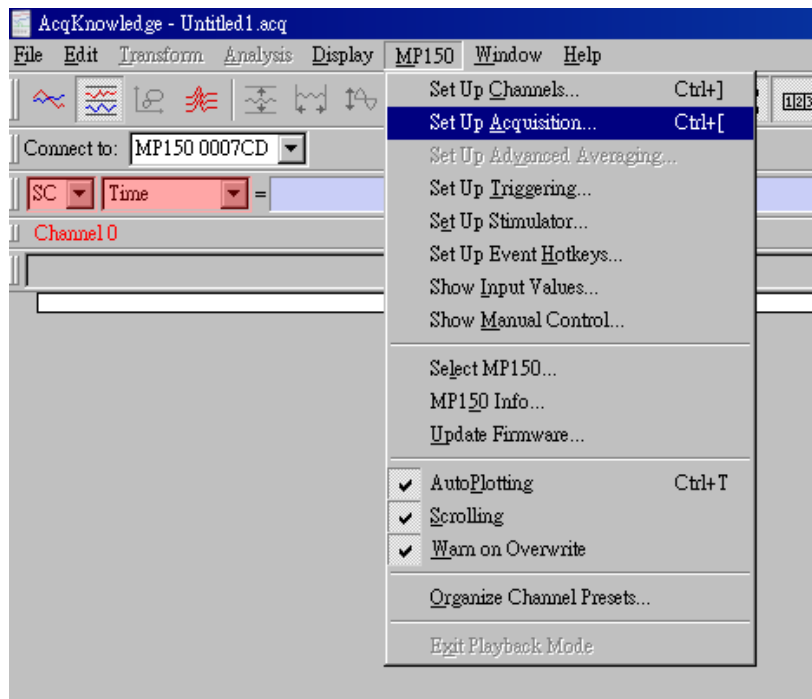 AcqKnowledge - Untitled1.acq
File Edit Transform Analysis Display MP150 Window Help
Connect to: MP150 0007CD
SC Time =
Channel 0
Set Up Channels... Ctrl+]
Set Up Acquisition... Ctrl+[
Set Up Advanced Averaging...
Set Up Triggering...
Set Up Stimulator...
Set Up Event Hotkeys...
Show Input Values...
Show Manual Control...
Select MP150...
MP150 Info...
Update Firmware...
AutoPlotting Ctrl+T
Scrolling
Warn on Overwrite
Organize Channel Presets...
Exit Playback Mode